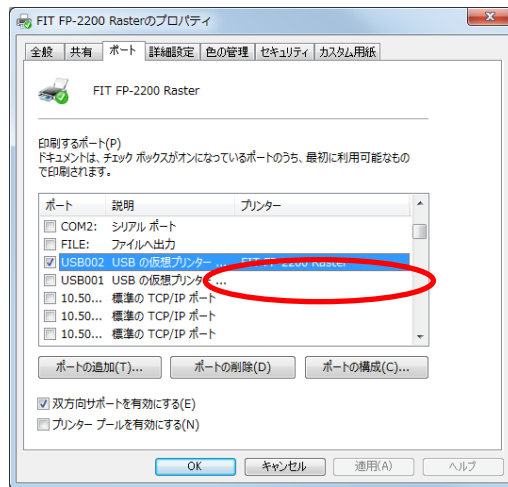 FIT FP-2200 Rasterのプロパティ
全般 共有 ポート 詳細設定 色の管理 セキュリティ カスタム用紙
FIT FP-2200 Raster
印刷するポート(P)
ドキュメントは、チェック ボックスがオンになっているポートのうち、最初に利用可能なもの
で印刷されます。
ポート 説明 プリンター
COM2: シリアル ポート
FILE: ファイルへ出力
USB002 USB の仮想プリンター ... FIT FP-2200 Raster
USB001 USB の仮想プリンター ...
10.50... 標準の TCP/IP ポート
10.50... 標準の TCP/IP ポート
10.50... 標準の TCP/IP ポート
ポートの追加(T)... ポートの削除(D) ポートの構成(C)...
双方向サポートを有効にする(E)
プリンター プールを有効にする(N)
OK キャンセル 適用(A) ヘルプ